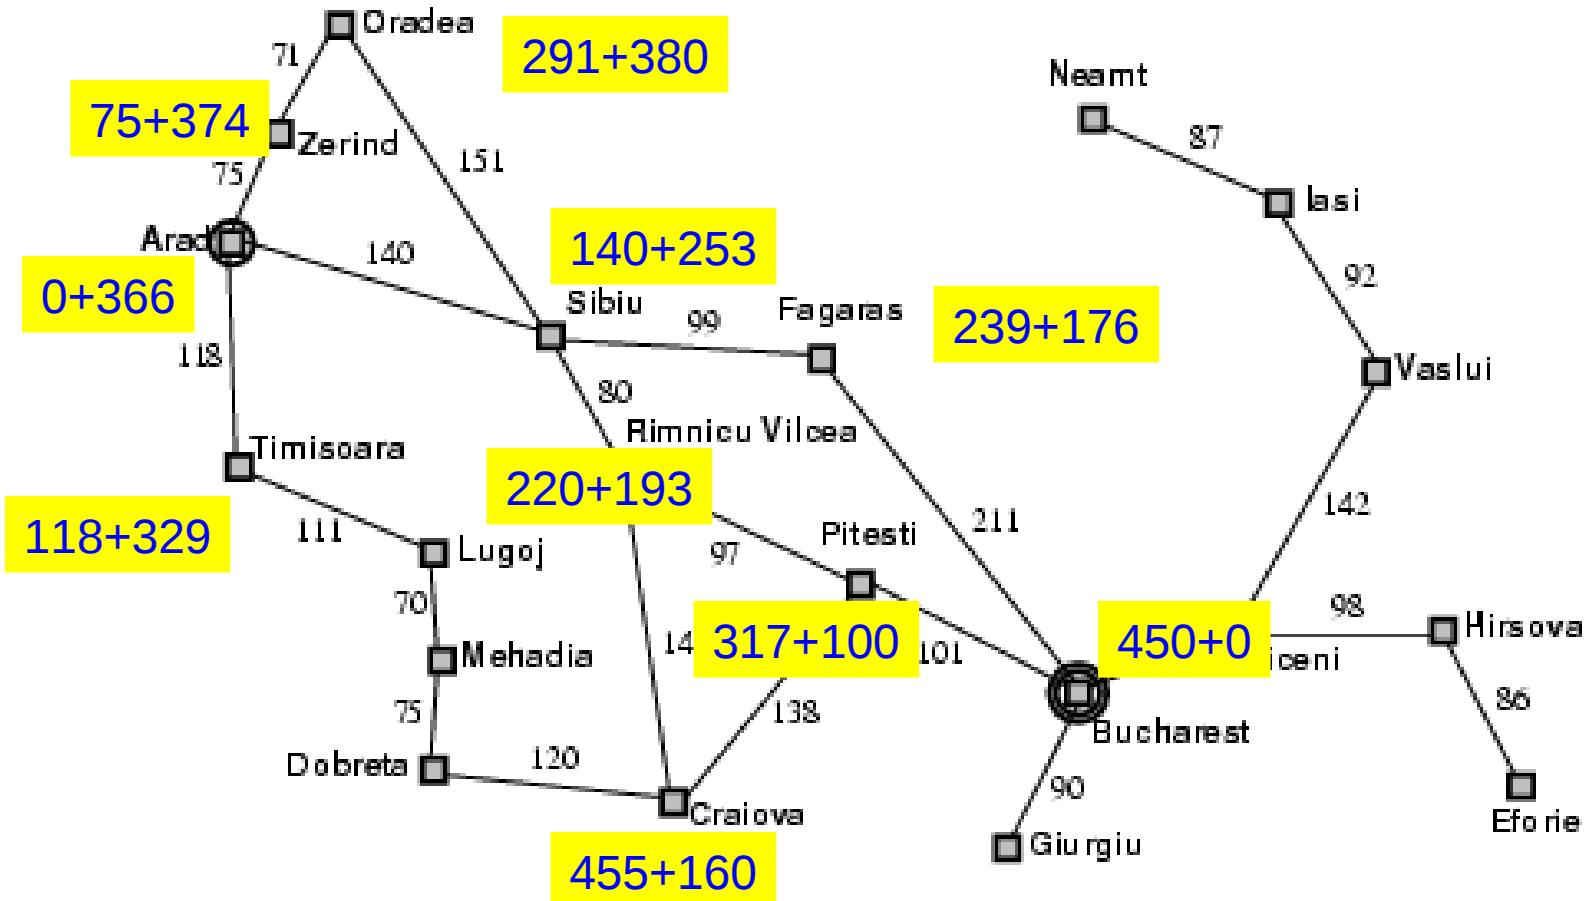 Oradea
71
291+380
Neamt
75+374
Zerind
87
75
151
Iasi
Arad
140
140+253
0+366
Sibiu
99
Fagaras
239+176
92
118
80
Vaslui
Rimnicu Vilcea
Timisoara
220+193
118+329
111
Lugoj
97
Pitesti
211
142
70
317+100
450+0
98
Hirsova
14
101
iceni
Mehadia
75
138
86
Bucharest
Dobreta
120
90
Craiova
Giurgiu
Eforie
455+160